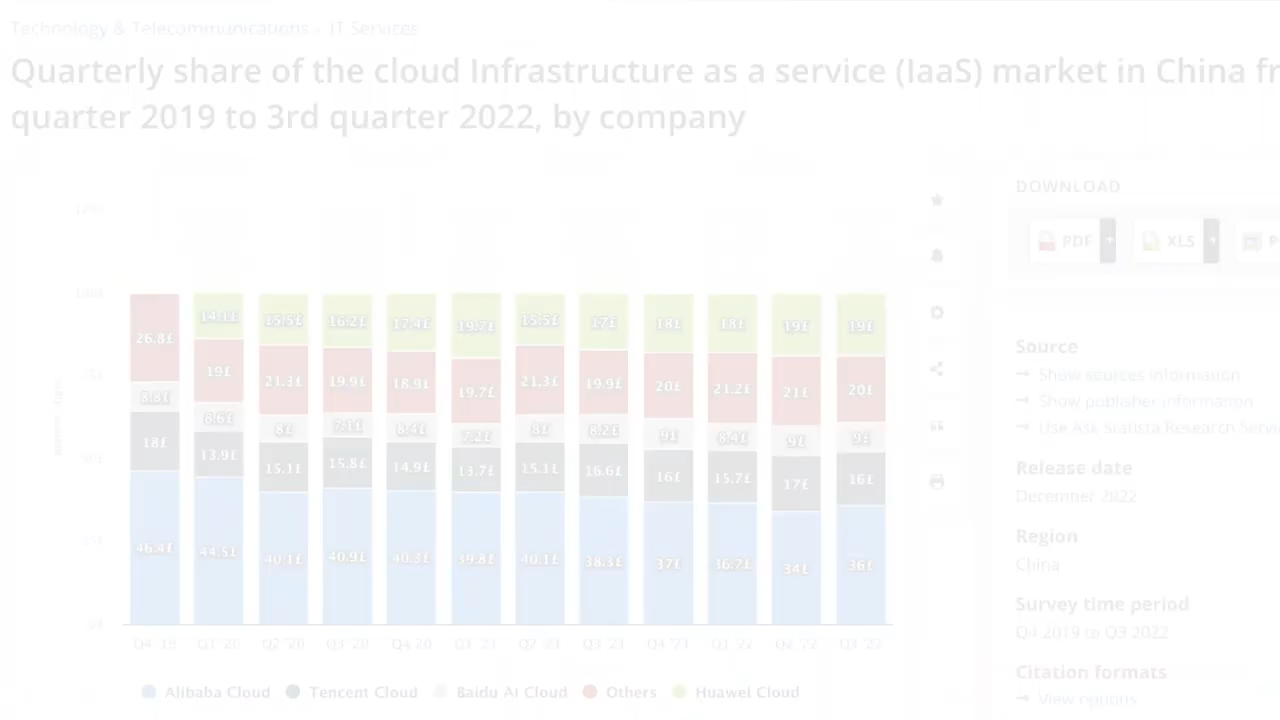 Technology & Telecommunications › IT Services
Quarterly share of the cloud Infrastructure as a service (IaaS) market in China fr
quarter 2019 to 3rd quarter 2022, by company
DOWNLOAD
PDF + XLS +
26.8£ 14.1£ 15.5£ 16.2£ 17.4£ 19.7£ 15.5£ 17£ 18£ 18£ 19£ 19£
19£ 21.3£ 19.9£ 18.9£ 19.7£ 21.3£ 19.9£ 20£ 21.2£ 21£ 20£
8.8£ 8.6£ 8£ 7.1£ 8.4£ 7.2£ 8£ 8.2£ 9£ 8.4£ 9£ 9£
18£ 13.9£ 15.1£ 15.8£ 14.9£ 13.7£ 15.1£ 16.6£ 16£ 15.7£ 17£ 16£
46.4£ 44.5£ 40.1£ 40.9£ 40.3£ 39.8£ 40.1£ 38.3£ 37£ 36.7£ 34£ 36£
Q4 '19 Q1 '20 Q2 '20 Q3 '20 Q4 '20 Q1 '21 Q2 '21 Q3 '21 Q4 '21 Q1 '22 Q2 '22 Q3 '22
Alibaba Cloud Tencent Cloud Baidu AI Cloud Others Huawei Cloud
Source
→ Show sources information
→ Show publisher information
→ Use Ask Statista Research Servi
Release date
December 2022
Region
China
Survey time period
Q4 2019 to Q3 2022
Citation formats
→ View options